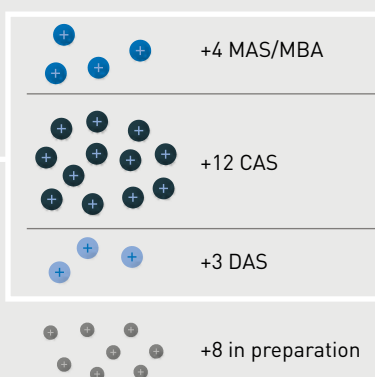 +4 MAS/MBA
+12 CAS
+3 DAS
+8 in preparation